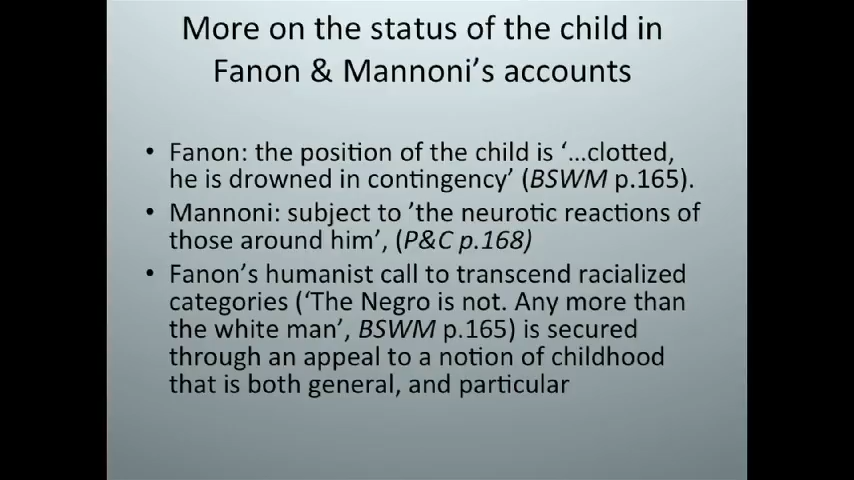 More on the status of the child in
Fanon & Mannoni's accounts
• Fanon: the position of the child is '...clotted,
he is drowned in contingency' (BSWM p.165).
• Mannoni: subject to 'the neurotic reactions of
those around him', (P&C p.168)
• Fanon's humanist call to transcend racialized
categories ('The Negro is not. Any more than
the white man', BSWM p.165) is secured
through an appeal to a notion of childhood
that is both general, and particular